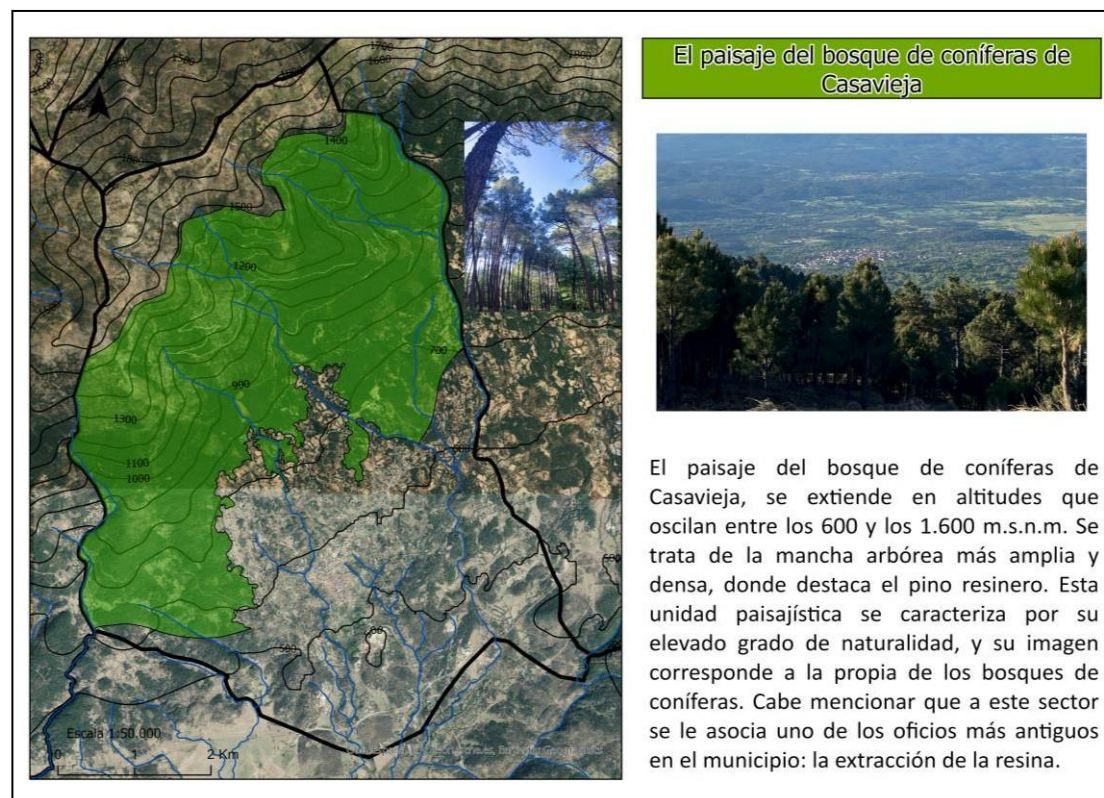 El paisaje del bosque de coníferas de
Casavieja
1700
1600
1500
1400
1500
1200
700
990
1300
1100
1000
500
Escala 1:50.000
0 1 2 Km
El paisaje del bosque de coníferas de
Casavieja, se extiende en altitudes que
oscilan entre los 600 y los 1.600 m.s.n.m. Se
trata de la mancha arbórea más amplia y
densa, donde destaca el pino resinero. Esta
unidad paisajística se caracteriza por su
elevado grado de naturalidad, y su imagen
corresponde a la propia de los bosques de
coníferas. Cabe mencionar que a este sector
se le asocia uno de los oficios más antiguos
en el municipio: la extracción de la resina.